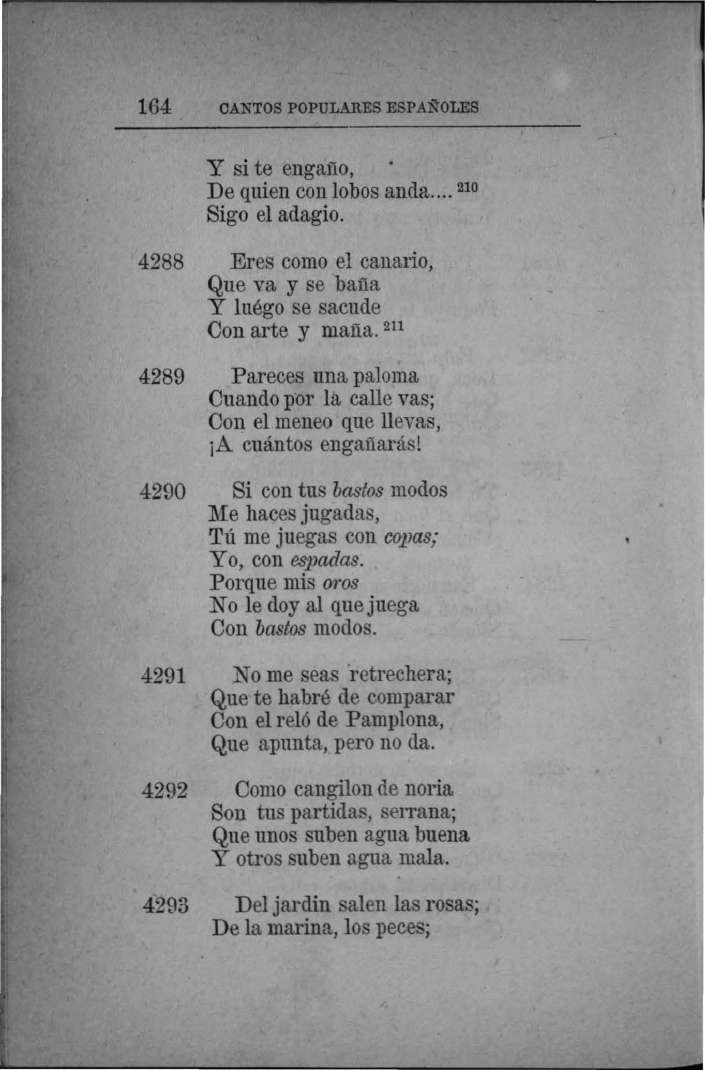 164 CANTOS POPULARES ESPAÑOLES
Y si te engaño,
De quien con lobos anda.... 210
Sigo el adagio.
4288 Eres como el canario,
Que va y se baña
Y luégo se sacude
Con arte y maña. 211
4289 Pareces una paloma
Cuando por la calle vas;
Con el meneo que llevas,
¡A cuántos engañarás!
4290 Si con tus bastos modos
Me haces jugadas,
Tú me juegas con copas;
Yo, con espadas.
Porque mis oros
No le doy al que juega
Con bastos modos.
4291 No me seas retrechera;
Que te habré de comparar
Con el reló de Pamplona,
Que apunta, pero no da.
4292 Como cangilon de noria
Son tus partidas, serrana;
Que unos suben agua buena
Y otros suben agua mala.
4293 Del jardin salen las rosas;
De la marina, los peces;